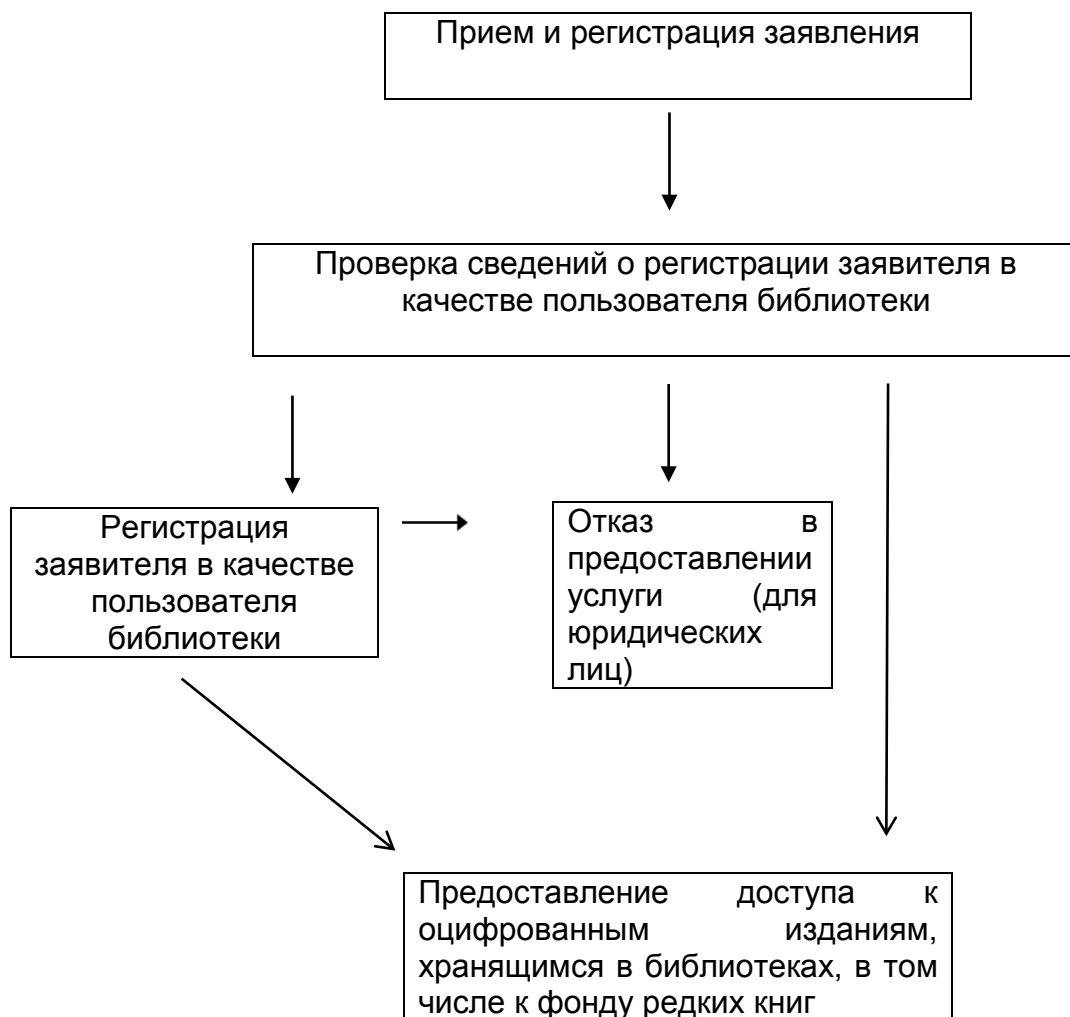 Прием и регистрация заявления
Проверка сведений о регистрации заявителя в
качестве пользователя библиотеки
Регистрация
заявителя в качестве
пользователя
библиотеки
Отказ в
предоставлении
услуги (для
юридических
лиц)
Предоставление доступа к
оцифрованным изданиям,
хранящимся в библиотеках, в том
числе к фонду редких книг